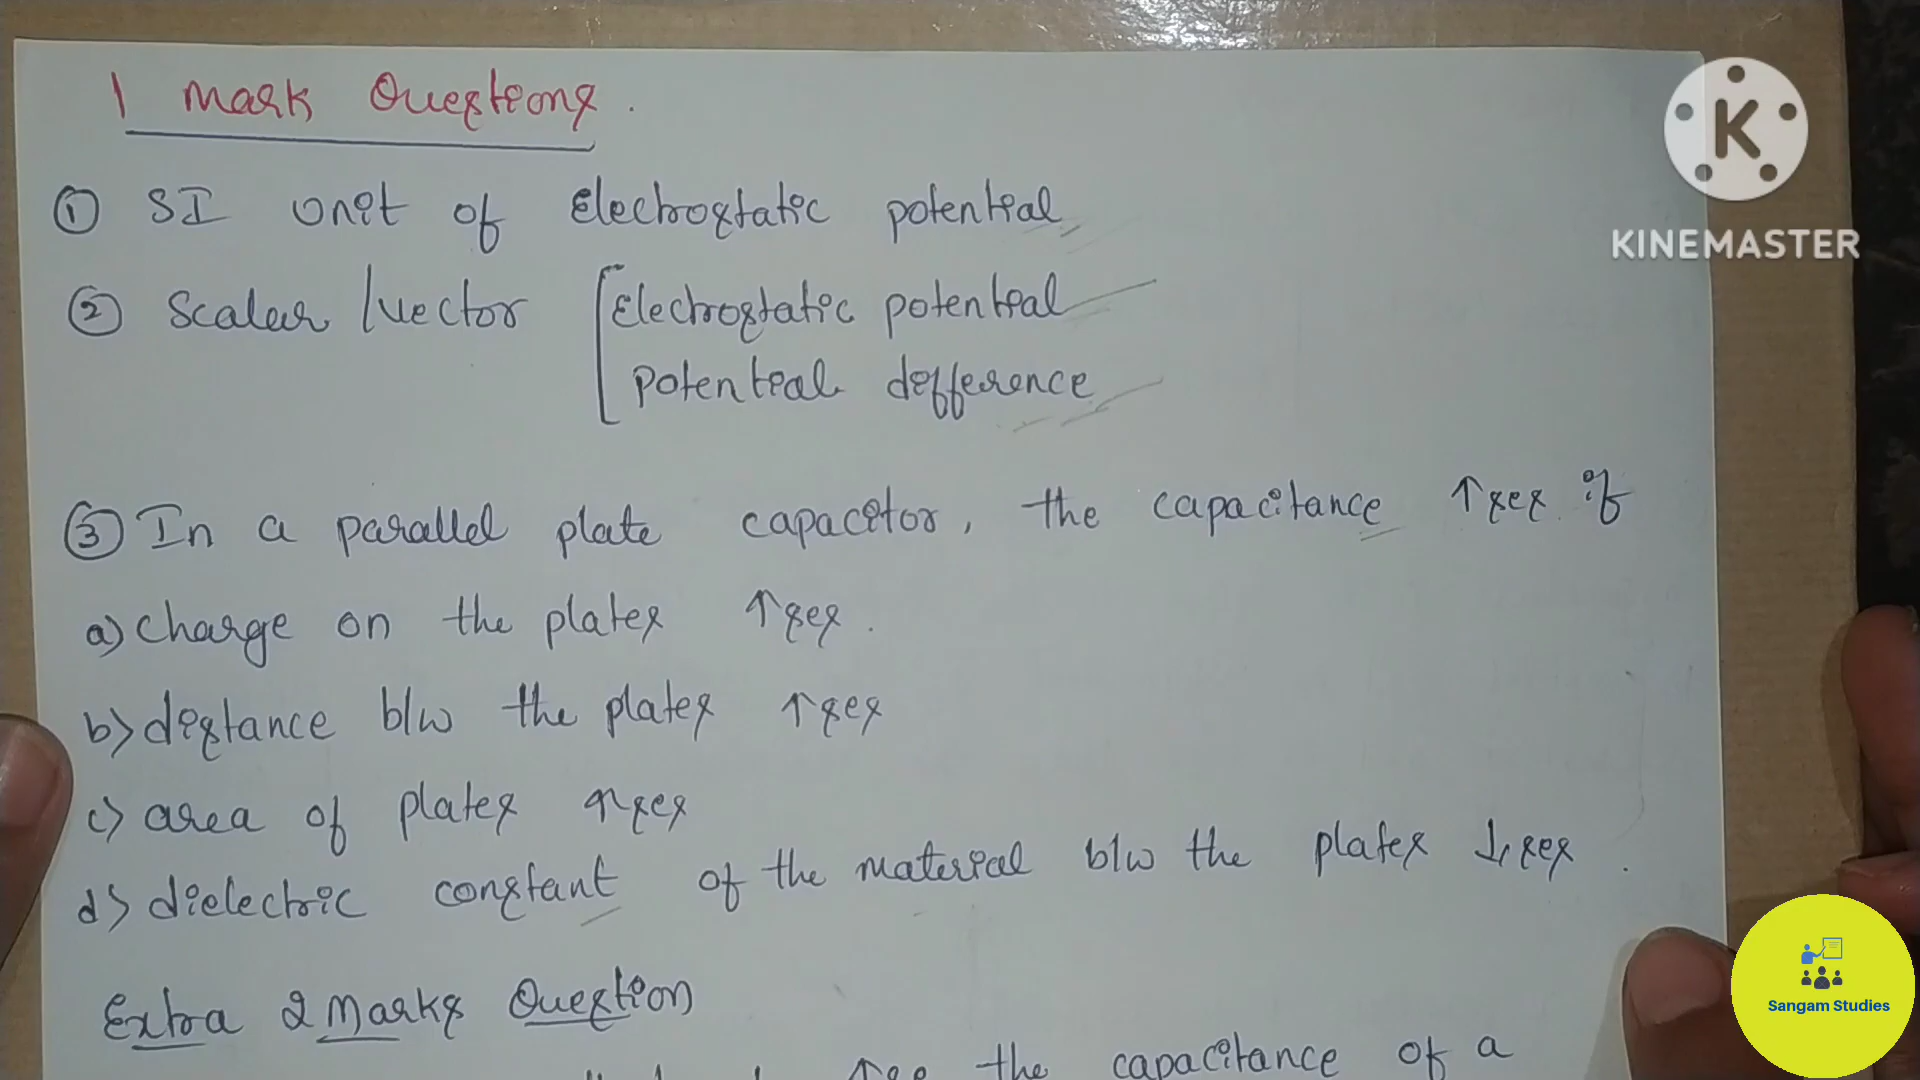 1 Mark Questions.
① SI unit of Electrostatic potential
② Scalar / Vector [Electrostatic potential
potential difference
③ In a parallel plate capacitor, the capacitance ↑ses if
a) Charge on the plates ↑ses.
b) distance b/w the plates ↑ses
c) area of plates ↑ses
d) dielectric constant of the material b/w the plates ↓ses.
Extra 2 Marks Question
the capacitance of a
K
KINEMASTER
Sangam Studies